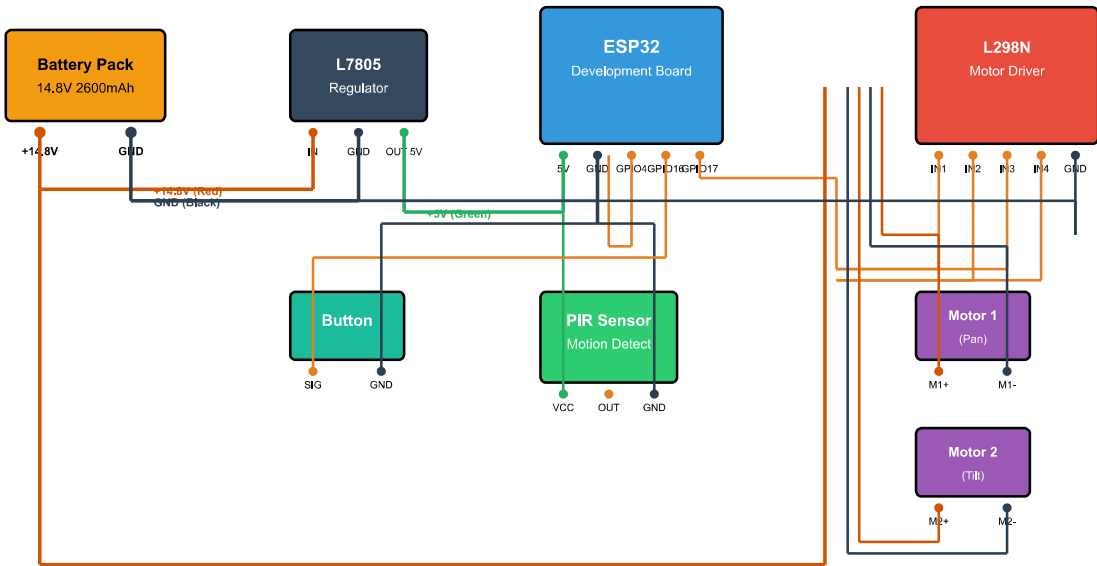 Battery Pack
14.8V 2600mAh
+14.8V
GND
L7805
Regulator
IN
GND
OUT 5V
ESP32
Development Board
5V
GND
GPIO4
GPIO16
GPIO17
L298N
Motor Driver
IN1
IN2
IN3
IN4
GND
+14.8V (Red)
GND (Black)
+5V (Green)
Button
SIG
GND
PIR Sensor
Motion Detect
VCC
OUT
GND
Motor 1
(Pan)
M1+
M1-
Motor 2
(Tilt)
M2+
M2-